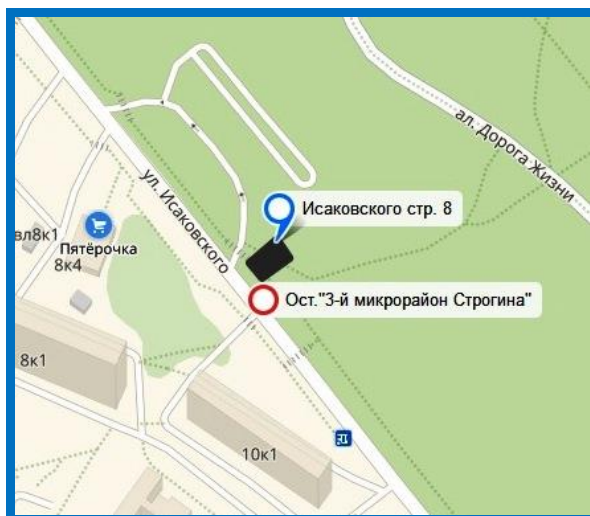 ал. Дорога Жизни
ул. Исаковского
Исаковского стр. 8
вл8к1
Пятёрочка
8к4
Ост."3-й микрорайон Строгина"
8к1
10к1